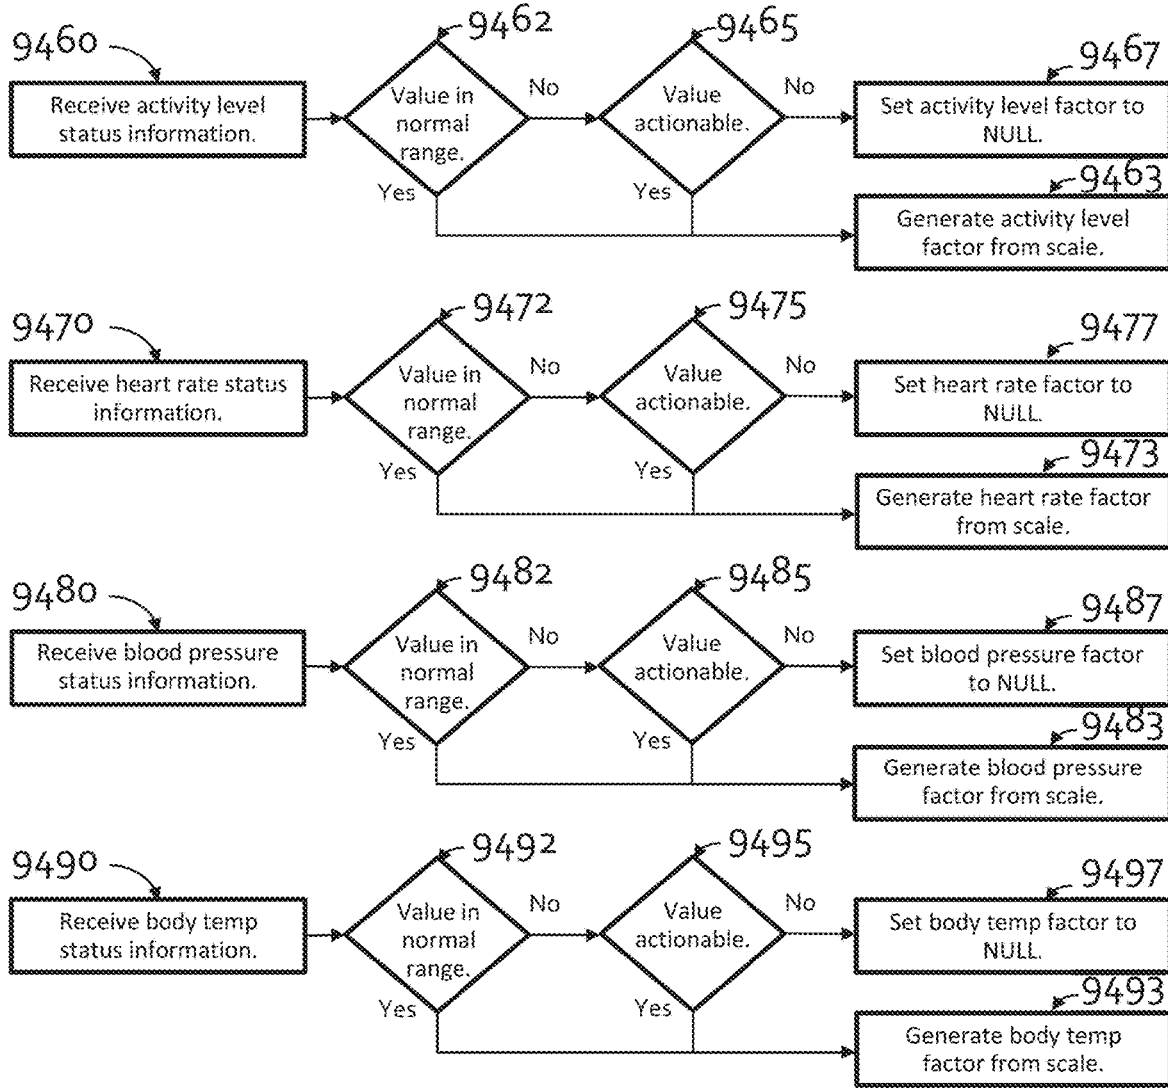 9460
9462
9465
9467
Receive activity level
status information.
Value in
normal
range.
No
Value
actionable.
No
Set activity level factor to
NULL.
Yes
Yes
9463
Generate activity level
factor from scale.
9470
9472
9475
9477
Receive heart rate status
information.
Value in
normal
range.
No
Value
actionable.
No
Set heart rate factor to
NULL.
Yes
Yes
9473
Generate heart rate factor
from scale.
9480
9482
9485
9487
Receive blood pressure
status information.
Value in
normal
range.
No
Value
actionable.
No
Set blood pressure factor
to NULL.
Yes
Yes
9483
Generate blood pressure
factor from scale.
9490
9492
9495
9497
Receive body temp
status information.
Value in
normal
range.
No
Value
actionable.
No
Set body temp factor to
NULL.
Yes
Yes
9493
Generate body temp
factor from scale.